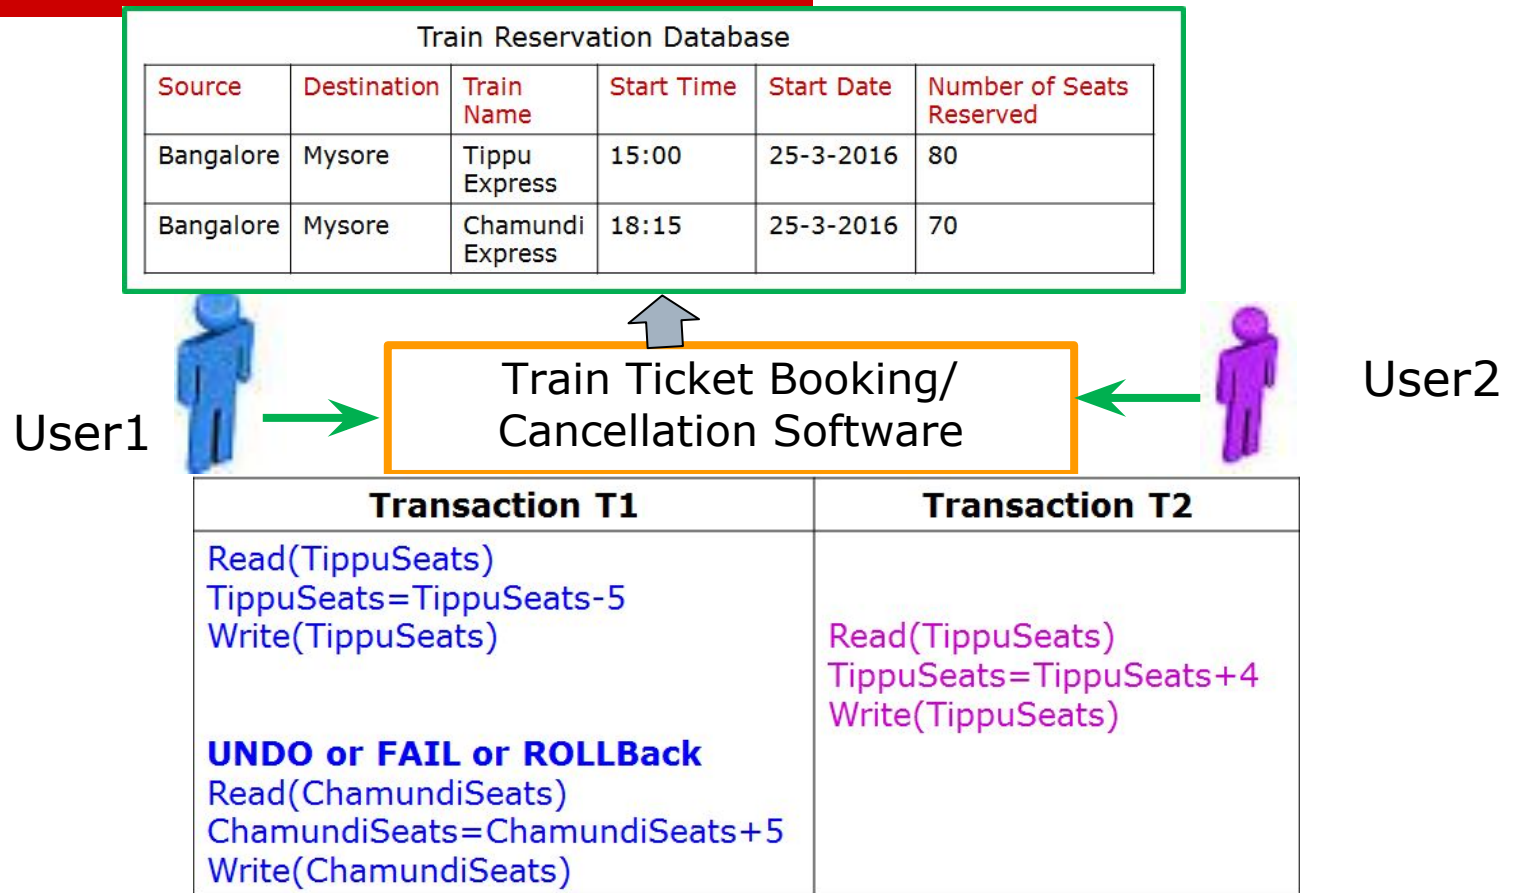 Train Reservation Database
Source Destination Train Name Start Time Start Date Number of Seats Reserved
Bangalore Mysore Tippu Express 15:00 25-3-2016 80
Bangalore Mysore Chamundi Express 18:15 25-3-2016 70
User1
Train Ticket Booking/
Cancellation Software
User2
Transaction T1 Transaction T2
Read(TippuSeats)
TippuSeats=TippuSeats-5
Write(TippuSeats)
Read(TippuSeats)
TippuSeats=TippuSeats+4
Write(TippuSeats)
UNDO or FAIL or ROLLBack
Read(ChamundiSeats)
ChamundiSeats=ChamundiSeats+5
Write(ChamundiSeats)